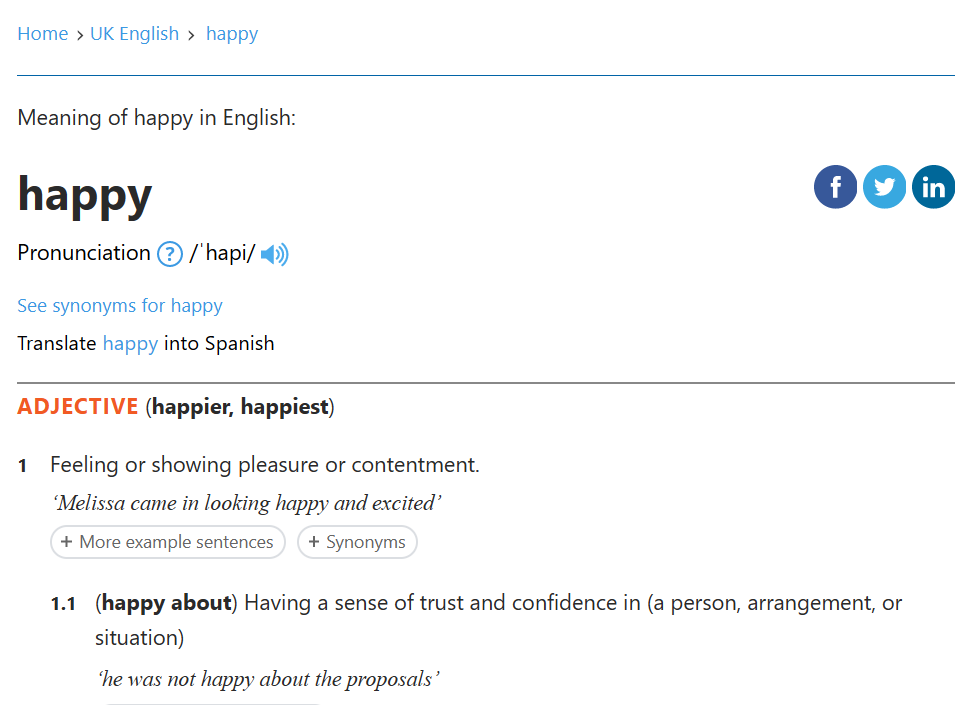 Home › UK English › happy
Meaning of happy in English:
happy
f in
Pronunciation ? /ˈhapi/
See synonyms for happy
Translate happy into Spanish
ADJECTIVE (happier, happiest)
1 Feeling or showing pleasure or contentment.
‘Melissa came in looking happy and excited’
+ More example sentences + Synonyms
1.1 (happy about) Having a sense of trust and confidence in (a person, arrangement, or
situation)
‘he was not happy about the proposals’